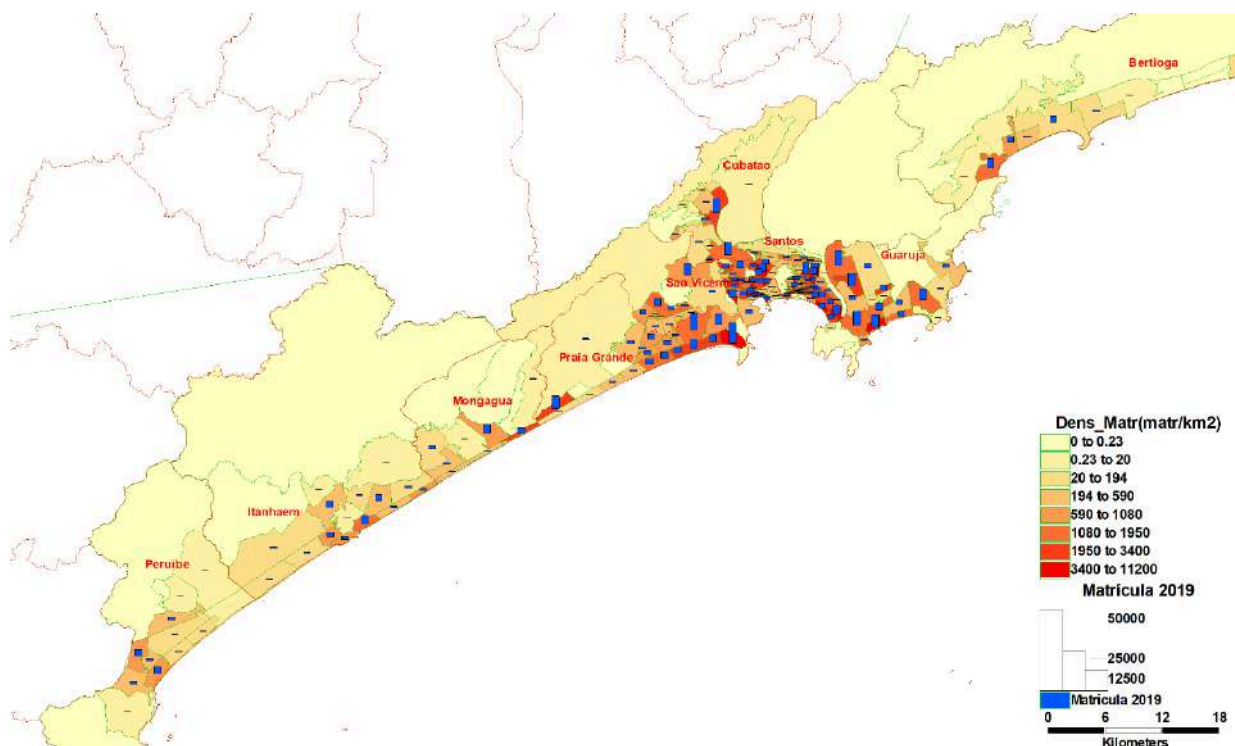 Bertioga
Cubatao
Santos
Guaruja
Sao Vicente
Praia Grande
Mongagua
Itanhaem
Peruibe
Dens_Matr(matr/km2)
0 to 0.23
0.23 to 20
20 to 194
194 to 590
590 to 1080
1080 to 1950
1950 to 3400
3400 to 11200
Matrícula 2019
50000
25000
12500
Matricula 2019
0 6 12 18
Kilometers